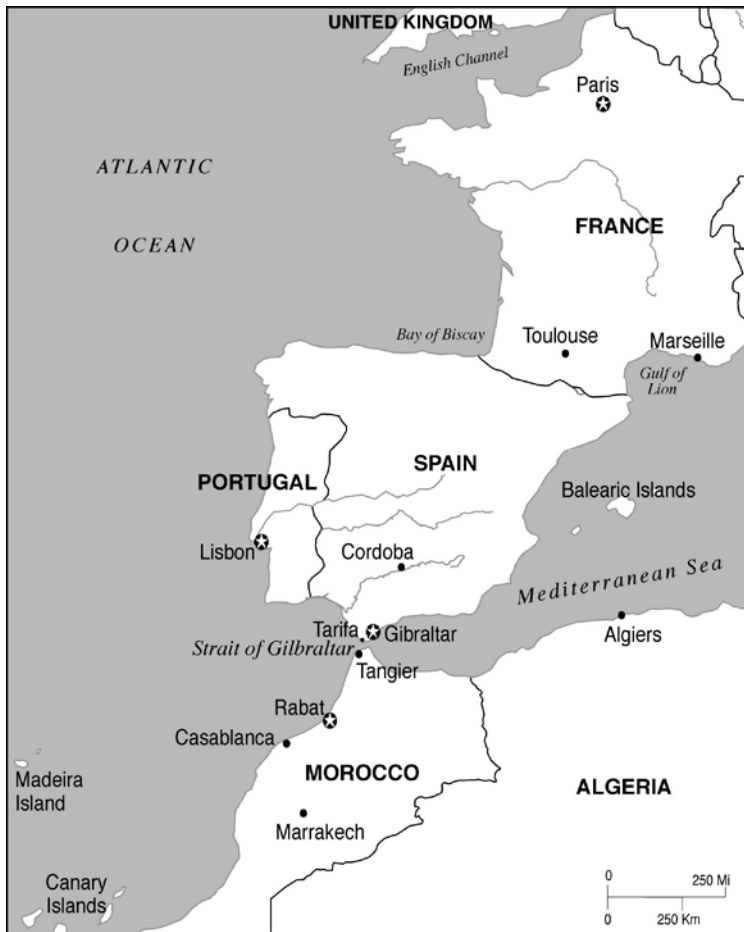 UNITED KINGDOM
English Channel
Paris
ATLANTIC
OCEAN
FRANCE
Bay of Biscay
Toulouse
Marseille
Gulf of
Lion
SPAIN
PORTUGAL
Balearic Islands
Lisbon
Cordoba
Mediterranean Sea
Tarifa
Gibraltar
Algiers
Strait of Gilbraltar
Tangier
Rabat
Casablanca
MOROCCO
ALGERIA
Madeira
Island
Marrakech
Canary
Islands
0 250 Mi
0 250 Km